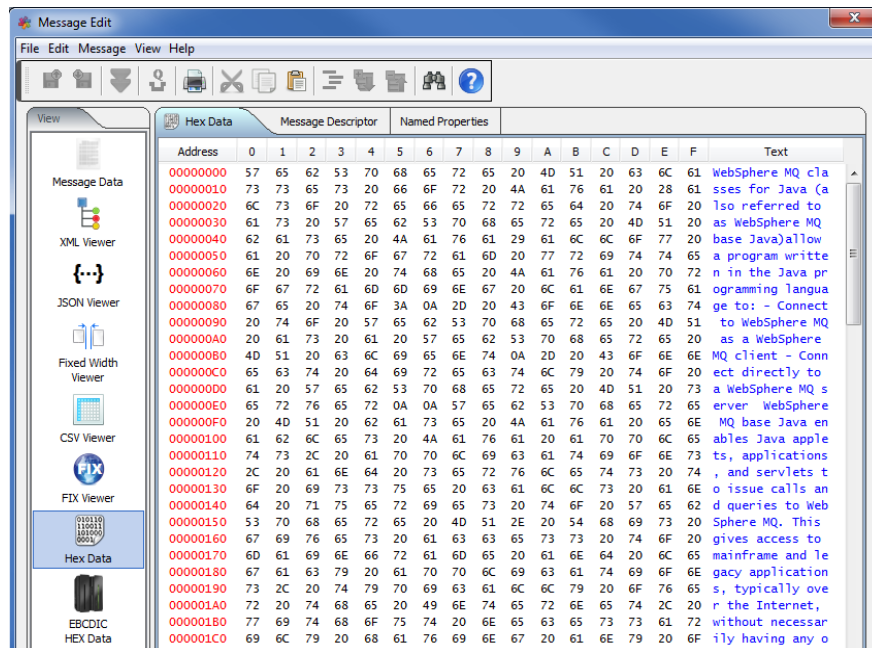 Message Edit
File Edit Message View Help
View
Message Data
XML Viewer
{···}
JSON Viewer
Fixed Width
Viewer
CSV Viewer
FIX
FIX Viewer
010110
110011
101000
0001
Hex Data
EBCDIC
HEX Data
Hex Data Message Descriptor Named Properties
Address 0 1 2 3 4 5 6 7 8 9 A B C D E F Text
00000000 57 65 62 53 70 68 65 72 65 20 4D 51 20 63 6C 61 WebSphere MQ cla
00000010 73 73 65 73 20 66 6F 72 20 4A 61 76 61 20 28 61 sses for Java (a
00000020 6C 73 6F 20 72 65 66 65 72 72 65 64 20 74 6F 20 lso referred to
00000030 61 73 20 57 65 62 53 70 68 65 72 65 20 4D 51 20 as WebSphere MQ
00000040 62 61 73 65 20 4A 61 76 61 29 61 6C 6C 6F 77 20 base Java)allow
00000050 61 20 70 72 6F 67 72 61 6D 20 77 72 69 74 74 65 a program writte
00000060 6E 20 69 6E 20 74 68 65 20 4A 61 76 61 20 70 72 n in the Java pr
00000070 6F 67 72 61 6D 6D 69 6E 67 20 6C 61 6E 67 75 61 ogramming langua
00000080 67 65 20 74 6F 3A 0A 2D 20 43 6F 6E 6E 65 63 74 ge to: - Connect
00000090 20 74 6F 20 57 65 62 53 70 68 65 72 65 20 4D 51 to WebSphere MQ
000000A0 20 61 73 20 61 20 57 65 62 53 70 68 65 72 65 20 as a WebSphere
000000B0 4D 51 20 63 6C 69 65 6E 74 0A 2D 20 43 6F 6E 6E MQ client - Conn
000000C0 65 63 74 20 64 69 72 65 63 74 6C 79 20 74 6F 20 ect directly to
000000D0 61 20 57 65 62 53 70 68 65 72 65 20 4D 51 20 73 a WebSphere MQ s
000000E0 65 72 76 65 72 0A 0A 57 65 62 53 70 68 65 72 65 erver WebSphere
000000F0 20 4D 51 20 62 61 73 65 20 4A 61 76 61 20 65 6E MQ base Java en
00000100 61 62 6C 65 73 20 4A 61 76 61 20 61 70 70 6C 65 ables Java apple
00000110 74 73 2C 20 61 70 70 6C 69 63 61 74 69 6F 6E 73 ts, applications
00000120 2C 20 61 6E 64 20 73 65 72 76 6C 65 74 73 20 74 , and servlets t
00000130 6F 20 69 73 73 75 65 20 63 61 6C 6C 73 20 61 6E o issue calls an
00000140 64 20 71 75 65 72 69 65 73 20 74 6F 20 57 65 62 d queries to Web
00000150 53 70 68 65 72 65 20 4D 51 2E 20 54 68 69 73 20 Sphere MQ. This
00000160 67 69 76 65 73 20 61 63 63 65 73 73 20 74 6F 20 gives access to
00000170 6D 61 69 6E 66 72 61 6D 65 20 61 6E 64 20 6C 65 mainframe and le
00000180 67 61 63 79 20 61 70 70 6C 69 63 61 74 69 6F 6E gacy application
00000190 73 2C 20 74 79 70 69 63 61 6C 6C 79 20 6F 76 65 s, typically ove
000001A0 72 20 74 68 65 20 49 6E 74 65 72 6E 65 74 2C 20 r the Internet,
000001B0 77 69 74 68 6F 75 74 20 6E 65 63 65 73 73 61 72 without necessar
000001C0 69 6C 79 20 68 61 76 69 6E 67 20 61 6E 79 20 6F ily having any o